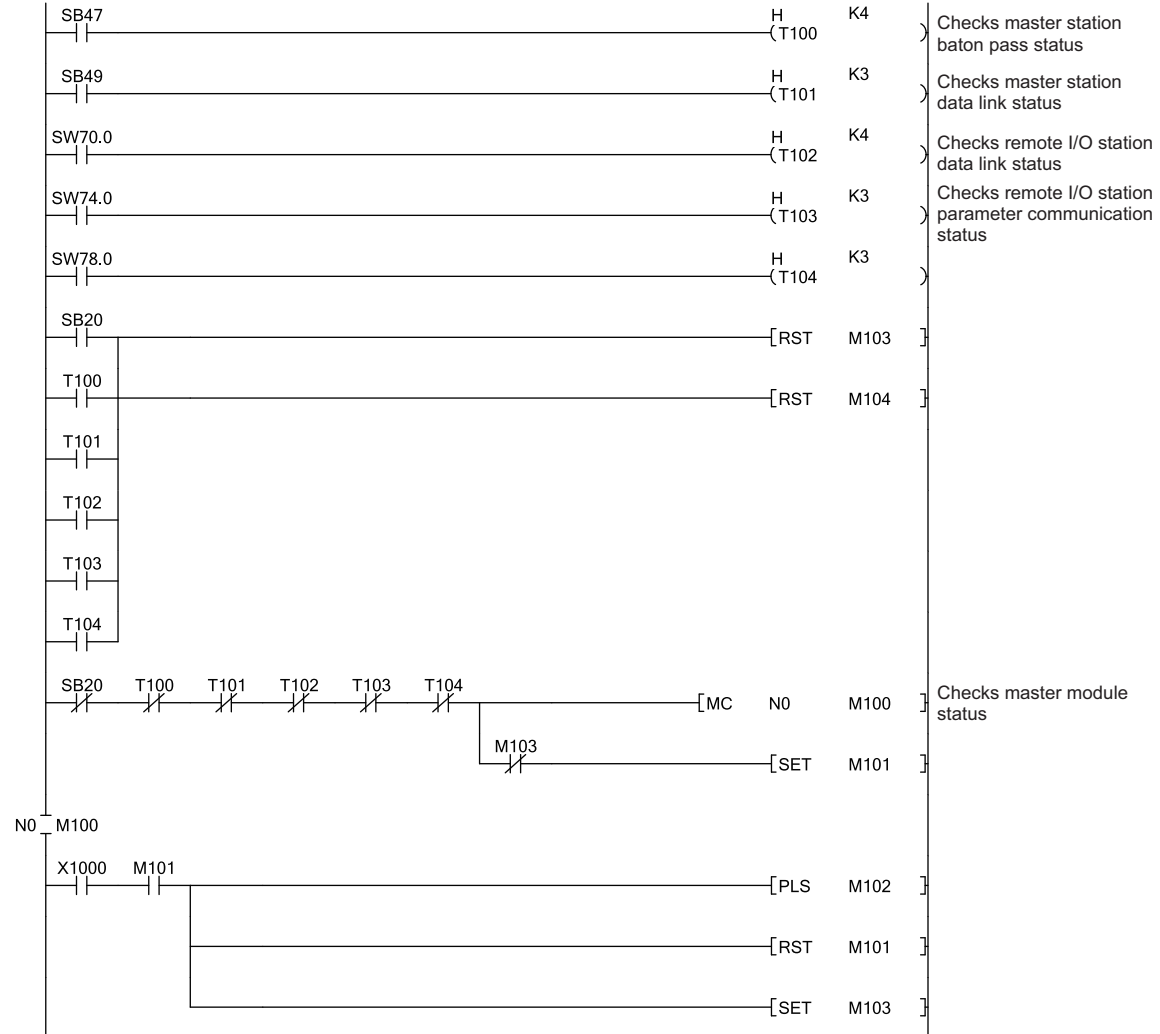 SB47
H K4
(T100 )
Checks master station
baton pass status
SB49
H K3
(T101 )
Checks master station
data link status
SW70.0
H K4
(T102 )
Checks remote I/O station
data link status
SW74.0
H K3
(T103 )
Checks remote I/O station
parameter communication
status
SW78.0
H K3
(T104 )
SB20
[RST M103 ]
T100
[RST M104 ]
T101
T102
T103
T104
SB20 T100 T101 T102 T103 T104
[MC N0 M100 ]
Checks master module
status
M103
[SET M101 ]
N0 M100
X1000 M101
[PLS M102 ]
[RST M101 ]
[SET M103 ]